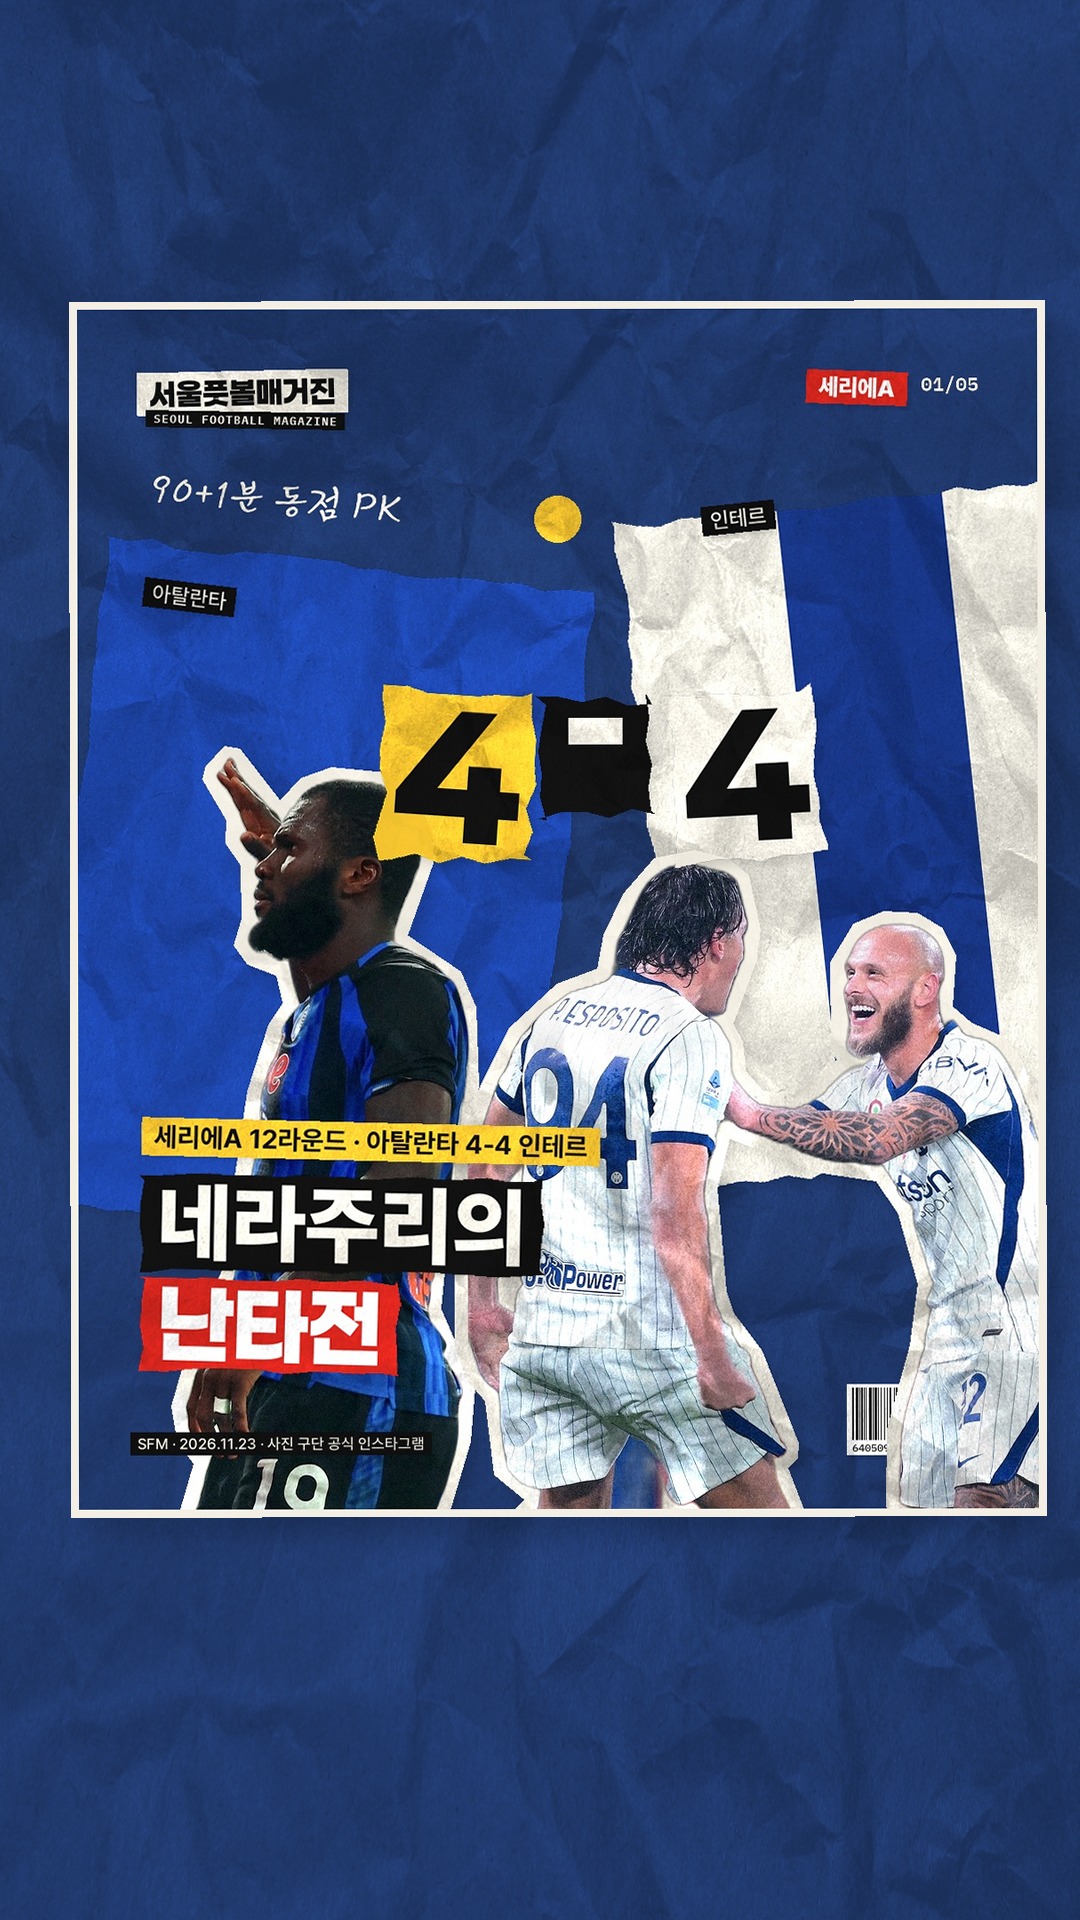 서울풋볼매거진
SEOUL FOOTBALL MAGAZINE
세리에A
01/05
90+1분 동점 PK
인테르
아탈란타
4-4
P. ESPOSITO
94
BBVA
Power
세리에A 12라운드 · 아탈란타 4-4 인테르
네라주리의
난타전
SFM · 2026.11.23 · 사진 구단 공식 인스타그램
19
640509